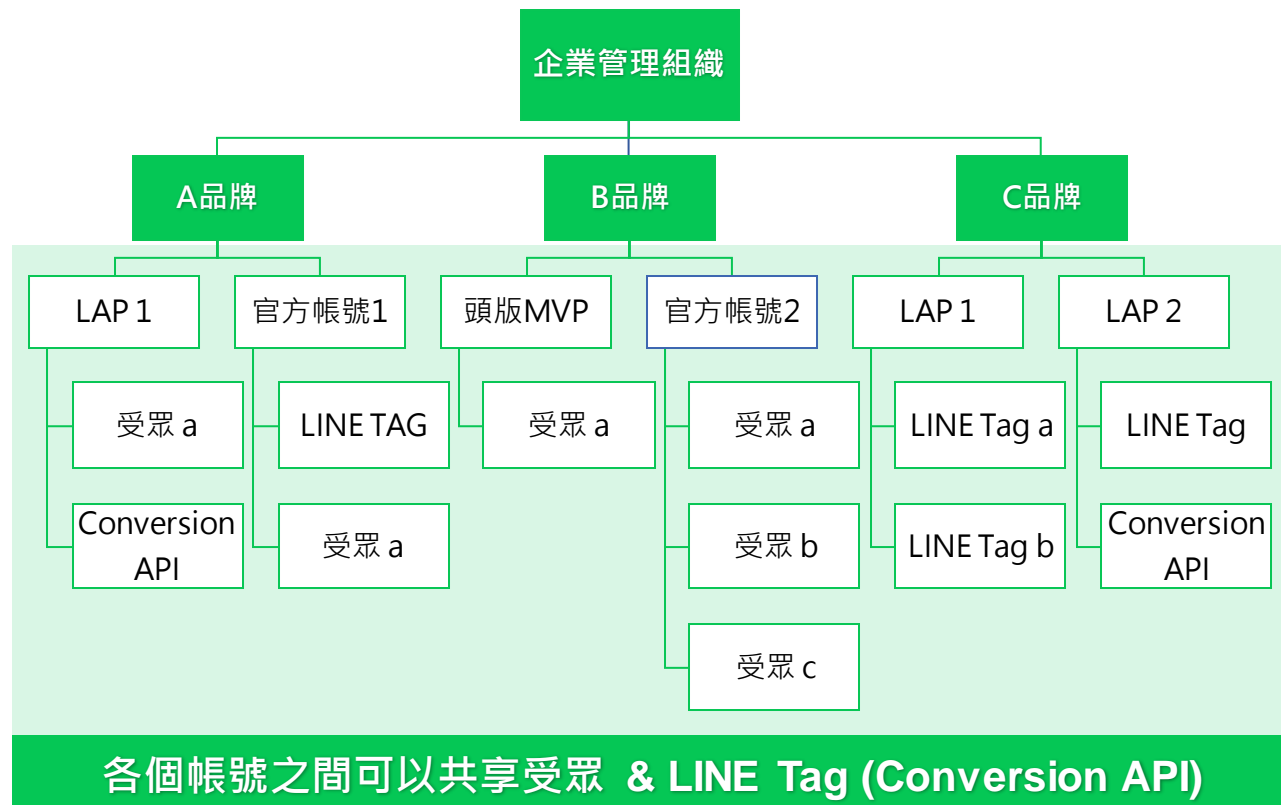 企業管理組織
A品牌
B品牌
C品牌
LAP 1
官方帳號1
頭版MVP
官方帳號2
LAP 1
LAP 2
受眾 a
LINE TAG
受眾 a
受眾 a
LINE Tag a
LINE Tag
Conversion
API
受眾 a
受眾 b
LINE Tag b
Conversion
API
受眾 c
各個帳號之間可以共享受眾 & LINE Tag (Conversion API)